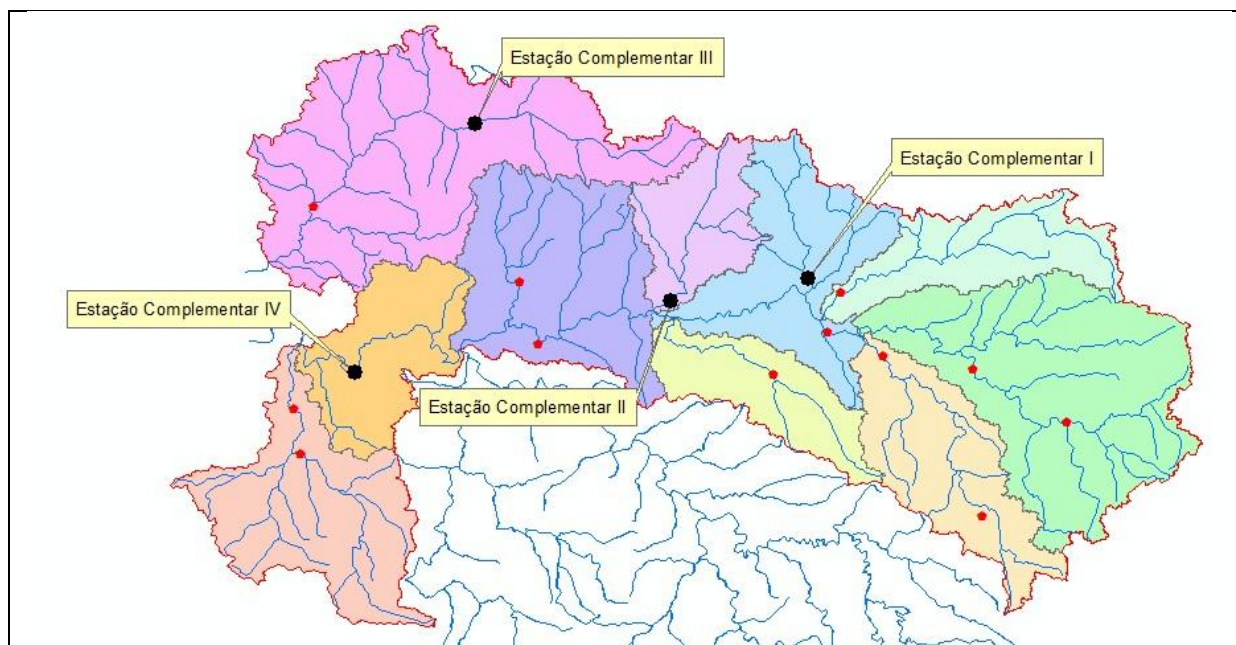 Estação Complementar III
Estação Complementar I
Estação Complementar IV
Estação Complementar II